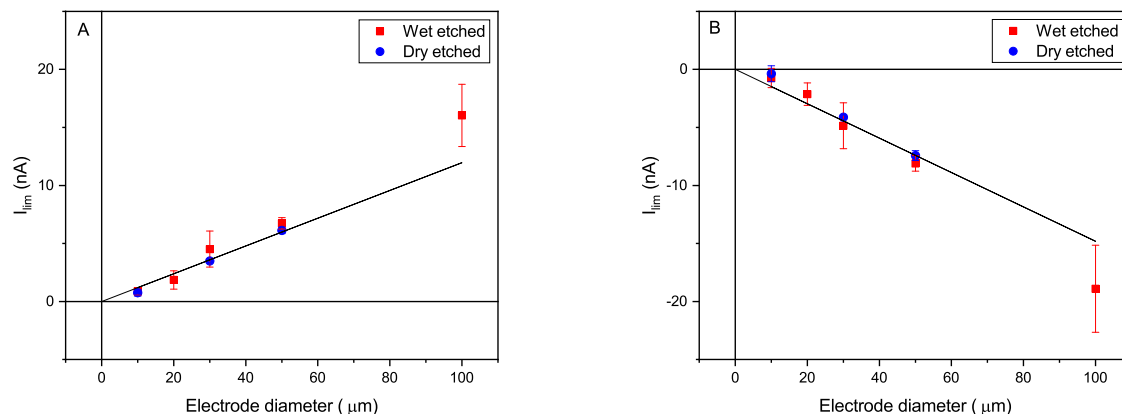 A
Wet etched
Dry etched
20
10
0
I_lim (nA)
0 20 40 60 80 100
Electrode diameter ( μm)
B
Wet etched
Dry etched
0
-10
-20
I_lim (nA)
0 20 40 60 80 100
Electrode diameter ( μm)